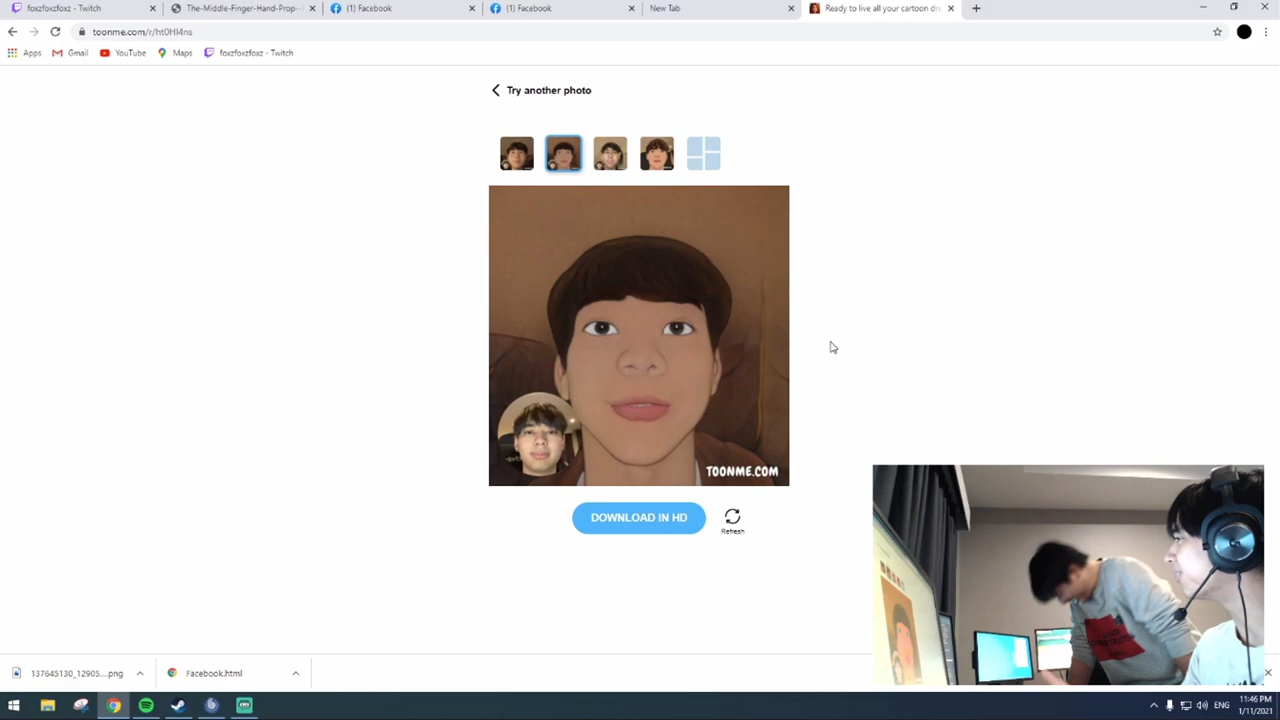 foxzfoxzfoxz - Twitch
The-Middle-Finger-Hand-Prop--
(1) Facebook
(1) Facebook
New Tab
Ready to live all your cartoon dre
toonme.com/r/ht0HI4ns
Apps
Gmail
YouTube
Maps
foxzfoxzfoxz - Twitch
Try another photo
TOONME.COM
DOWNLOAD IN HD
Refresh
137645130_12905....png
Facebook.html
ENG
11:46 PM
1/11/2021